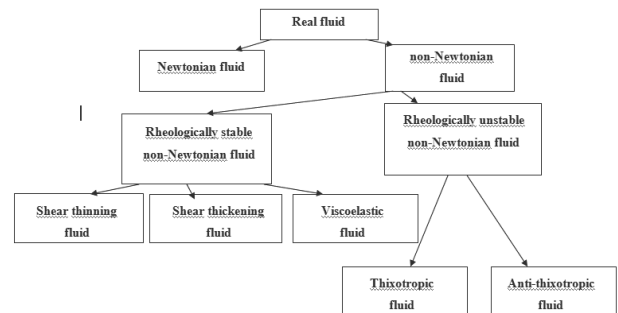 Real fluid
Newtonian fluid
non-Newtonian
fluid
Rheologically stable
non-Newtonian fluid
Rheologically unstable
non-Newtonian fluid
Shear thinning
fluid
Shear thickening
fluid
Viscoelastic
fluid
Thixotropic
fluid
Anti-thixotropic
fluid